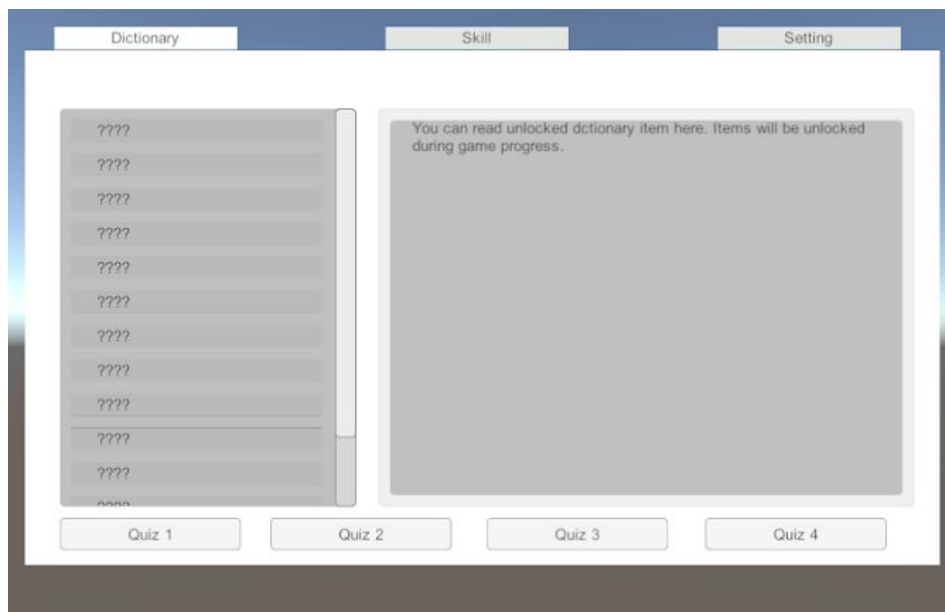 Dictionary
Skill
Setting
????
????
????
????
????
????
????
????
????
????
????
You can read unlocked dctionary item here. Items will be unlocked
during game progress.
Quiz 1
Quiz 2
Quiz 3
Quiz 4